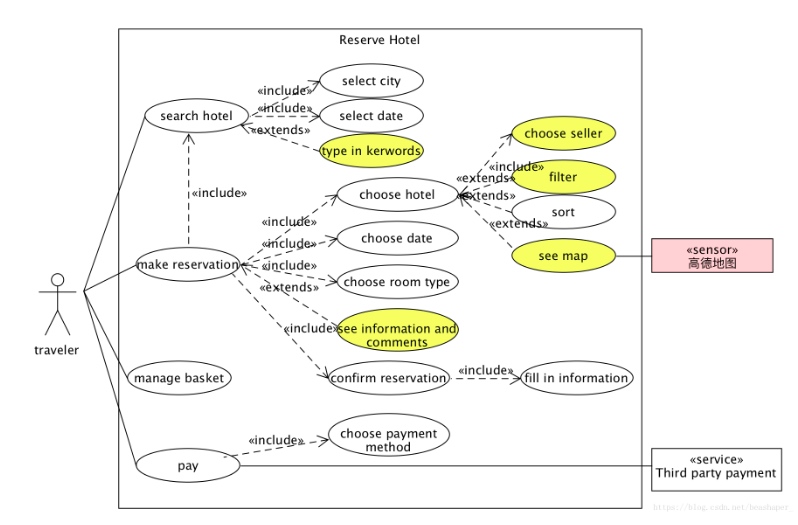 Reserve Hotel
select city
«include»
search hotel
«include»
select date
«extends»
type in kerwords
choose seller
«include»
filter
«extends»
choose hotel
«extends»
sort
«include»
«include»
«extends»
choose date
«include»
«sensor»
高德地图
see map
make reservation
«include»
choose room type
«extends»
«include»
see information and
comments
traveler
manage basket
confirm reservation
«include»
fill in information
choose payment
method
«include»
pay
«service»
Third party payment
https://blog.csdn.net/houzhuper